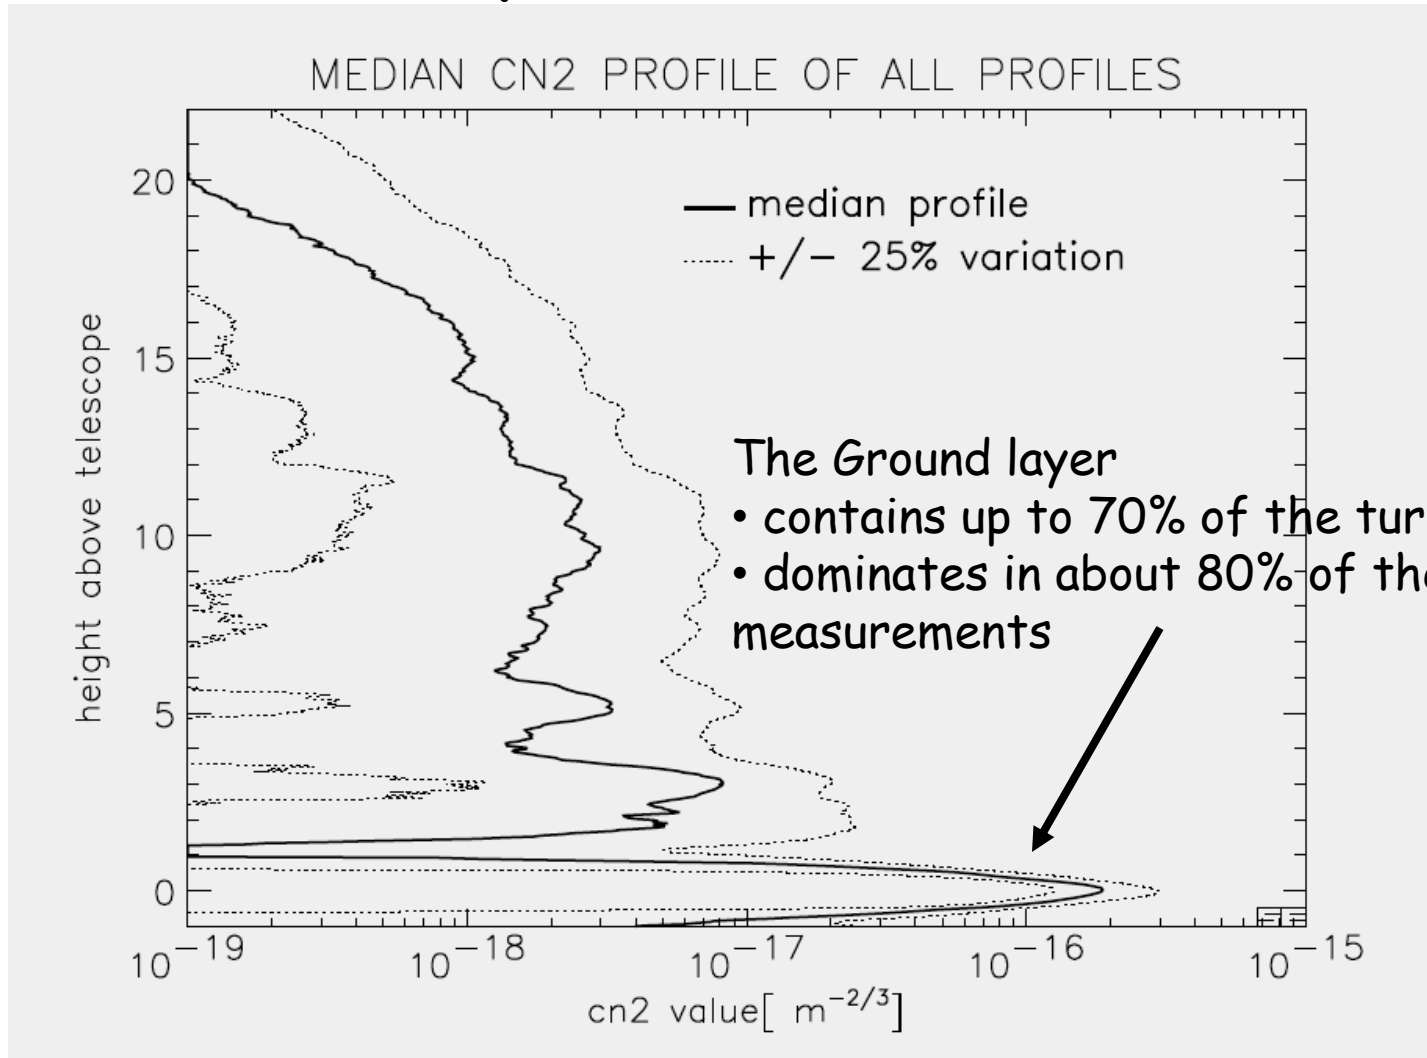 MEDIAN CN2 PROFILE OF ALL PROFILES
median profile
+/− 25% variation
The Ground layer
• contains up to 70% of the tur
• dominates in about 80% of the
measurements
height above telescope
20
15
10
5
0
10−19
10−18
10−17
10−16
10−15
cn2 value[ m−2/3]